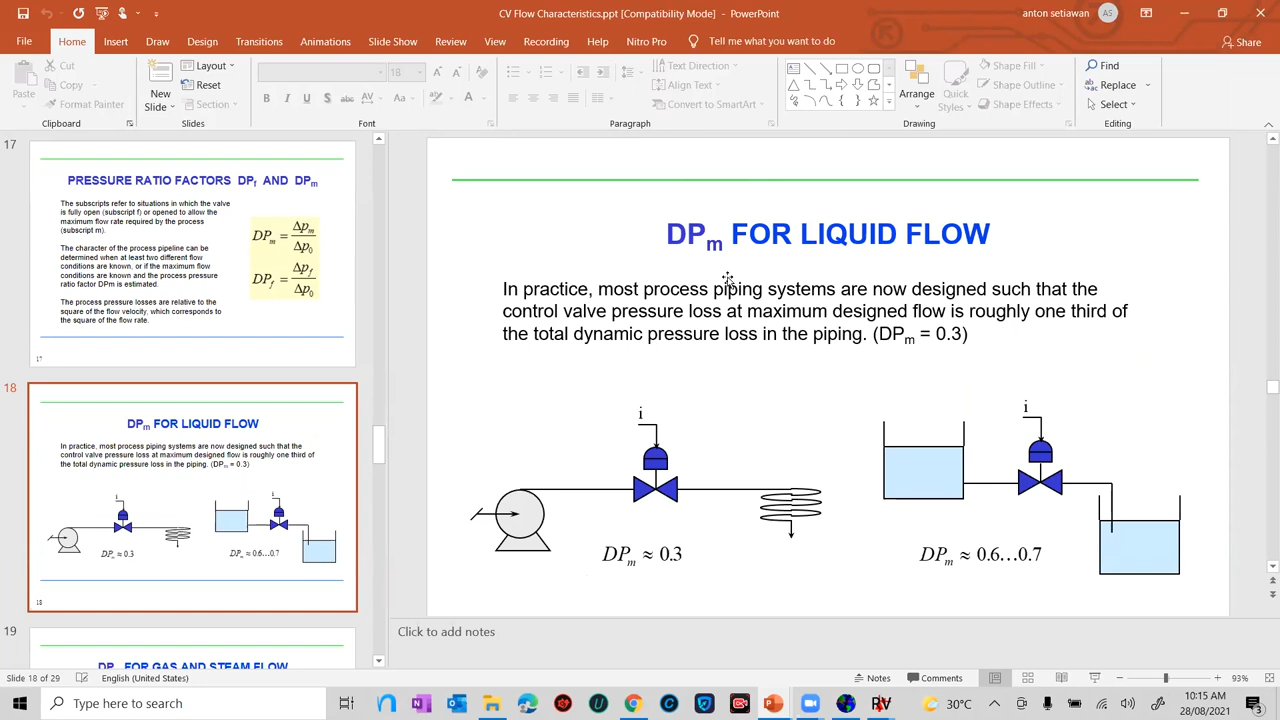 CV Flow Characteristics.ppt [Compatibility Mode] - PowerPoint
anton setiawan
AS
File
Home
Insert
Draw
Design
Transitions
Animations
Slide Show
Review
View
Recording
Help
Nitro Pro
Tell me what you want to do
Share
Paste
Cut
Copy
Format Painter
Clipboard
New
Slide
Layout
Reset
Section
Slides
18
B I U S abc AV Aa A
Font
Text Direction
Align Text
Convert to SmartArt
Paragraph
Arrange
Quick
Styles
Shape Fill
Shape Outline
Shape Effects
Drawing
Find
Replace
Select
Editing
17
PRESSURE RATIO FACTORS DPf AND DPm
The subscripts refer to situations in which the valve
is fully open (subscript f) or opened to allow the
maximum flow rate required by the process
(subscript m).
The character of the process pipeline can be
determined when at least two different flow
conditions are known, or if the maximum flow
conditions are known and the process pressure
ratio factor DPm is estimated.
The process pressure losses are relative to the
square of the flow velocity, which corresponds to
the square of the flow rate.
DPm = Δpm / Δp0
DPf = Δpf / Δp0
17
18
DPm FOR LIQUID FLOW
In practice, most process piping systems are now designed such that the
control valve pressure loss at maximum designed flow is roughly one third of
the total dynamic pressure loss in the piping. (DPm = 0.3)
i
i
DPm ≈ 0.3
DPm ≈ 0.6...0.7
18
19
DP FOR GAS AND STEAM FLOW
DPm FOR LIQUID FLOW
In practice, most process piping systems are now designed such that the
control valve pressure loss at maximum designed flow is roughly one third of
the total dynamic pressure loss in the piping. (DPm = 0.3)
i
i
DPm ≈ 0.3
DPm ≈ 0.6...0.7
Click to add notes
Slide 18 of 29
English (United States)
Notes
Comments
93%
Type here to search
30°C
10:15 AM
28/08/2021
3